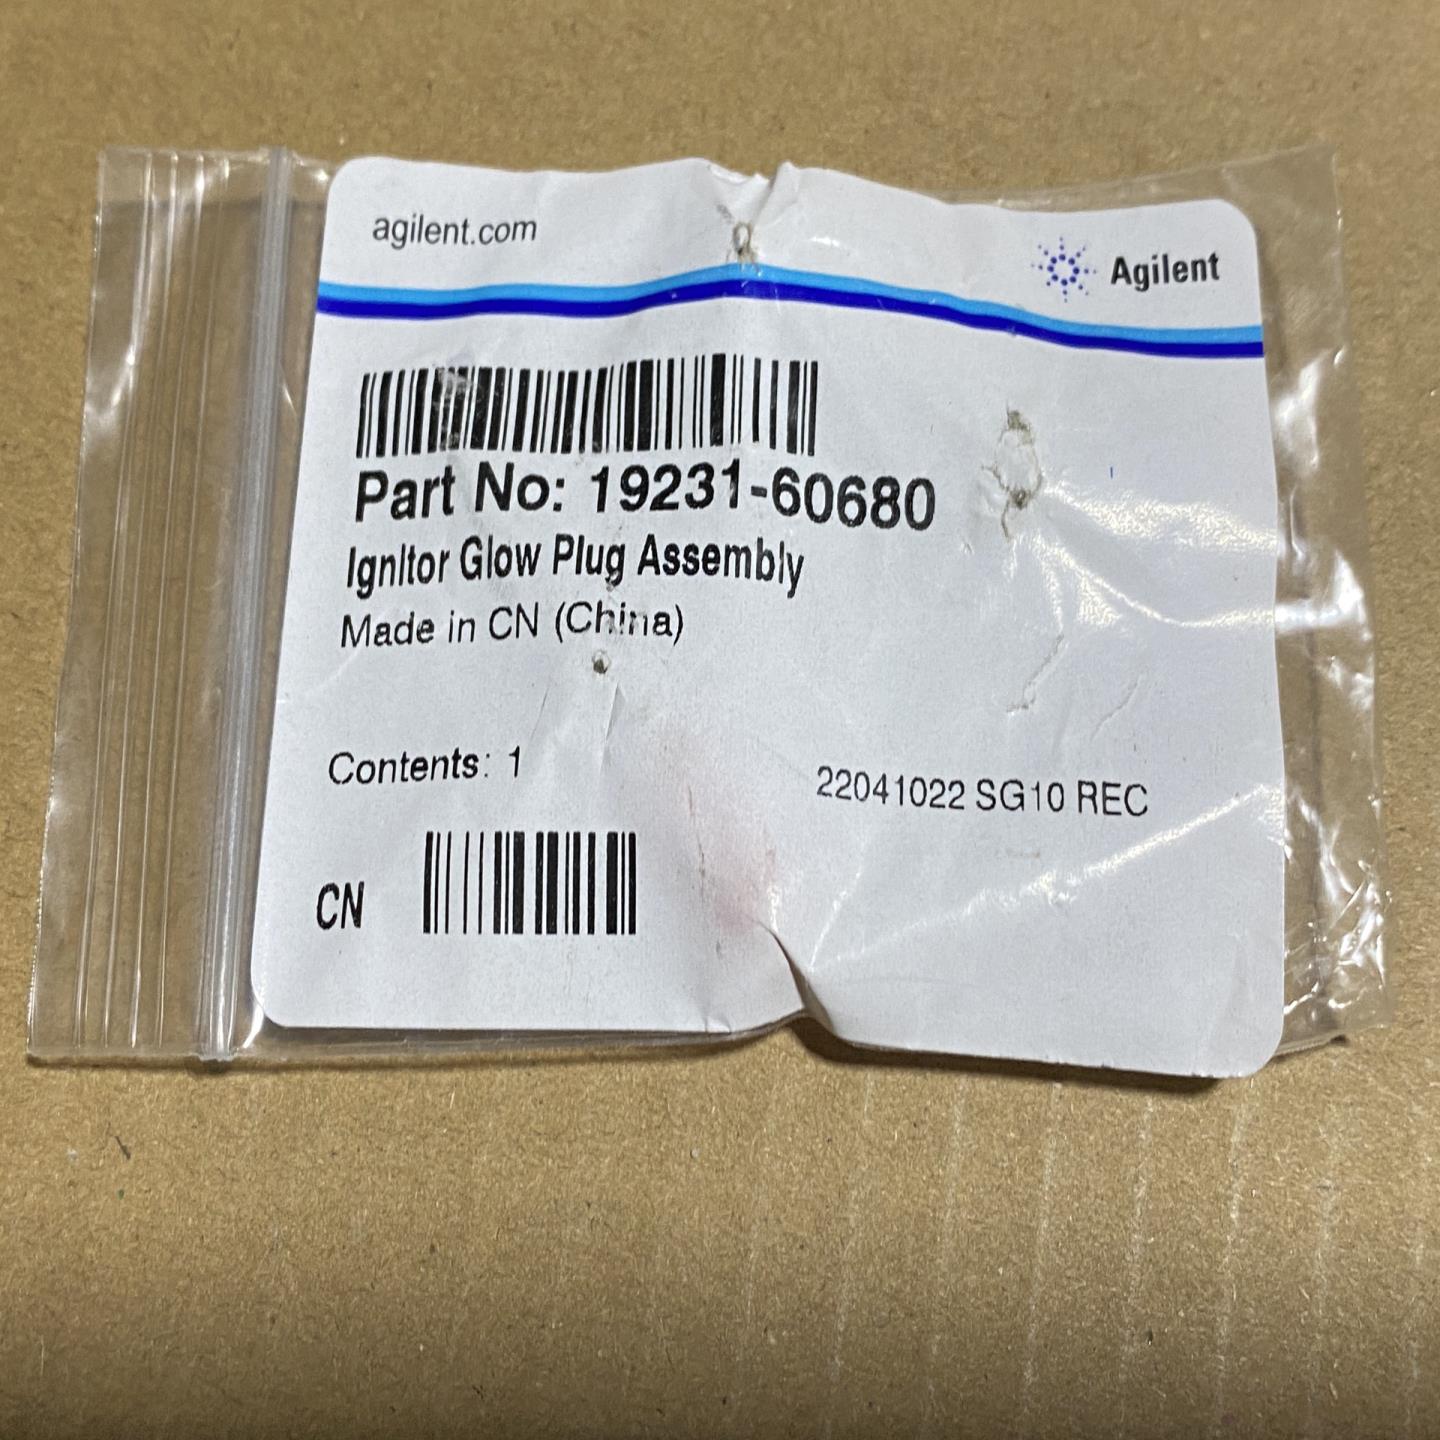 agilent.com
Agilent
Part No: 19231-60680
Ignitor Glow Plug Assembly
Made in CN (China)
Contents: 1
22041022 SG10 REC
CN